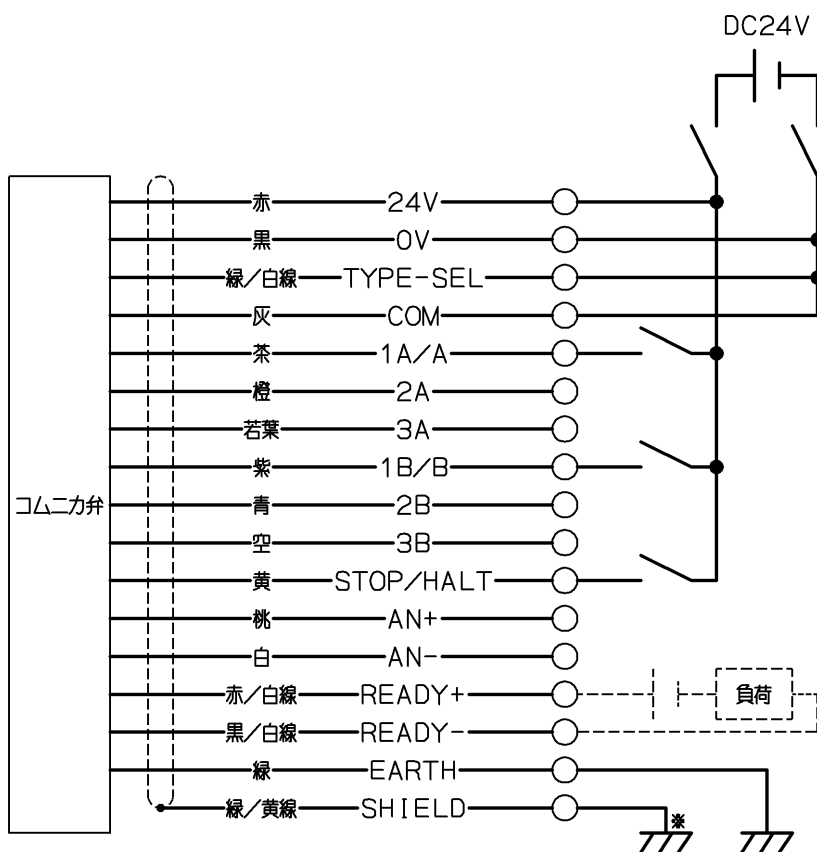 DC24V
赤 24V
黒 0V
緑/白線 TYPE-SEL
灰 COM
茶 1A/A
橙 2A
若葉 3A
紫 1B/B
コムニカ弁 青 2B
空 3B
黄 STOP/HALT
桃 AN+
白 AN-
赤/白線 READY+ 負荷
黒/白線 READY-
緑 EARTH
緑/黄線 SHIELD ※